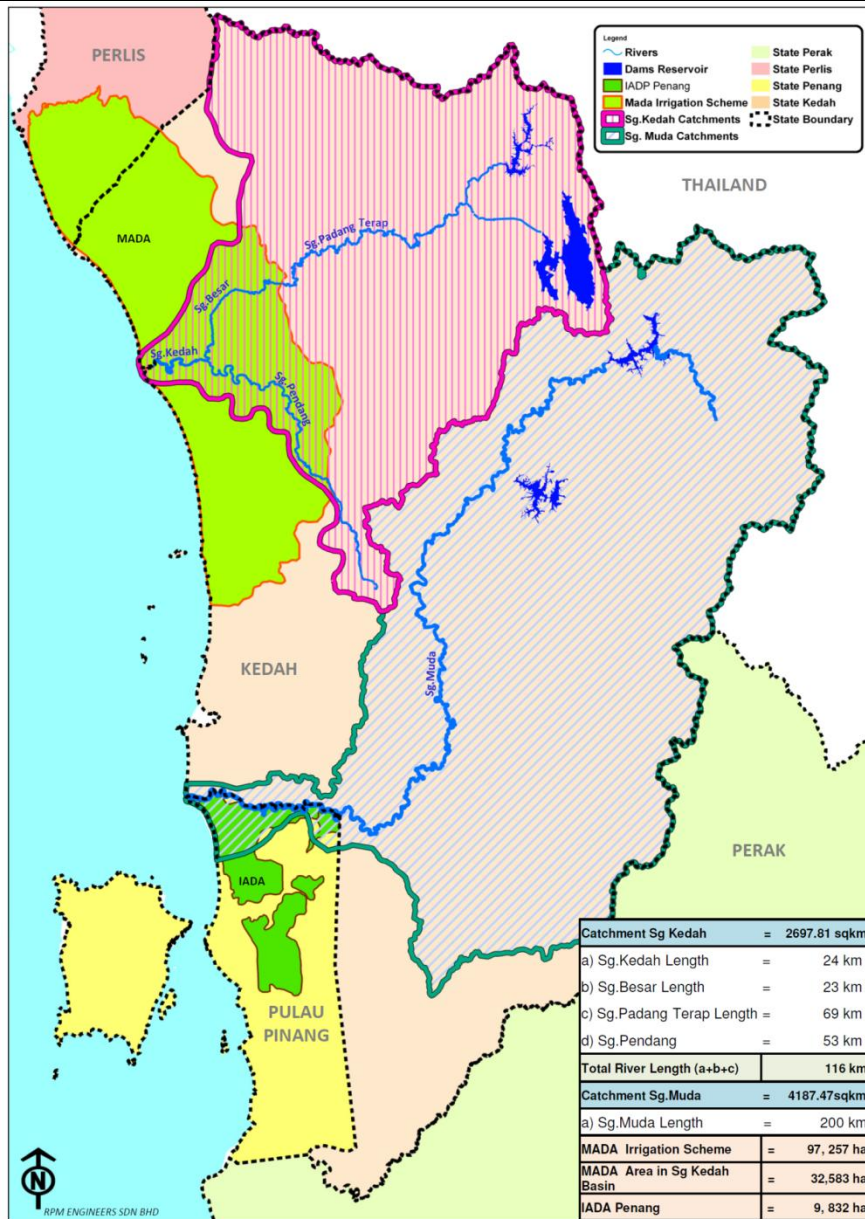 PERLIS
Legend
Rivers
Dams Reservoir
IADP Penang
Mada Irrigation Scheme
Sg.Kedah Catchments
Sg. Muda Catchments
State Perak
State Perlis
State Penang
State Kedah
State Boundary
THAILAND
MADA
Sg.Padang Terap
Sg.Besar
Sg.Kedah
Sg.Pendang
KEDAH
Sg.Muda
PERAK
IADA
PULAU
PINANG
Catchment Sg Kedah = 2697.81 sqkm
a) Sg.Kedah Length = 24 km
b) Sg.Besar Length = 23 km
c) Sg.Padang Terap Length = 69 km
d) Sg.Pendang = 53 km
Total River Length (a+b+c) 116 km
Catchment Sg.Muda = 4187.47sqkm
a) Sg.Muda Length = 200 km
MADA Irrigation Scheme = 97, 257 ha
MADA Area in Sg Kedah
Basin = 32,583 ha
IADA Penang = 9, 832 ha
N
RPM ENGINEERS SDN BHD